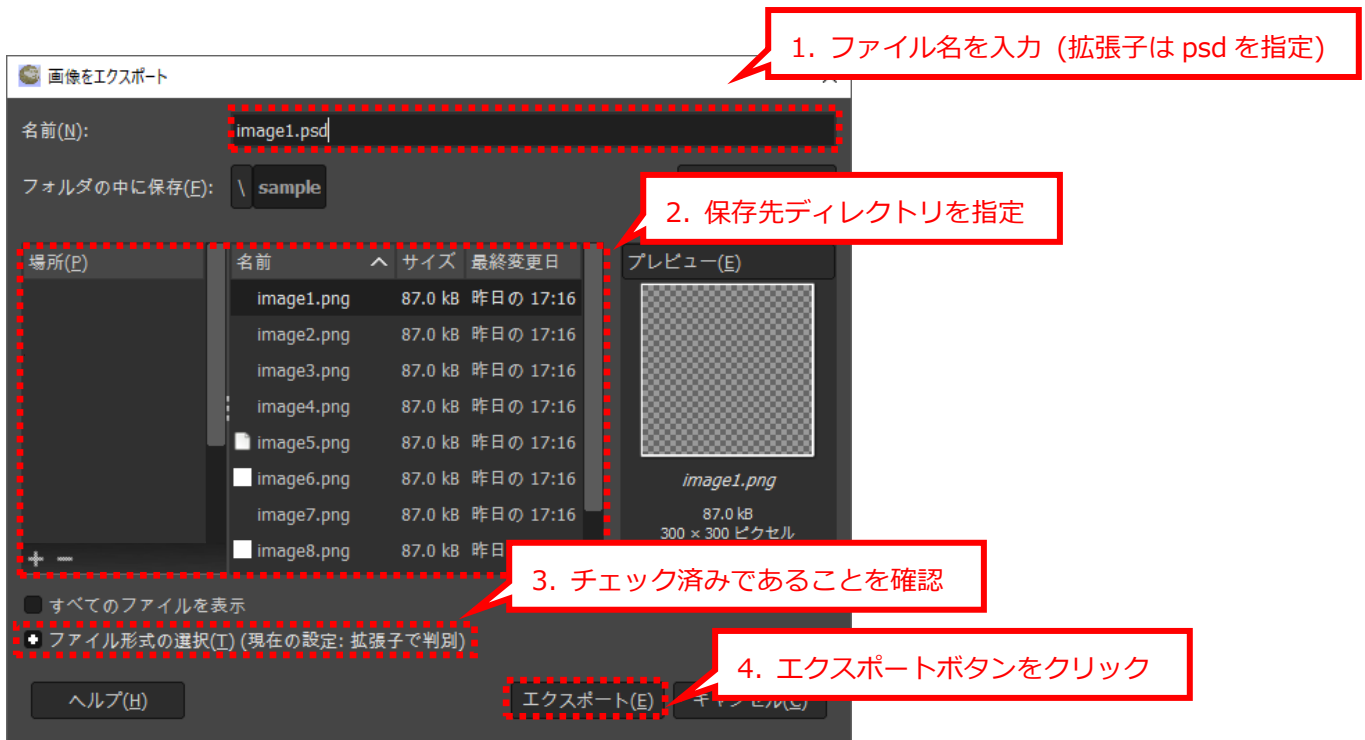 1. ファイル名を入力 (拡張子は psd を指定)
画像をエクスポート
名前(N):
image1.psd
フォルダの中に保存(F):
\ sample
2. 保存先ディレクトリを指定
場所(P)
名前 サイズ 最終変更日
プレビュー(E)
image1.png 87.0 kB 昨日の 17:16
image2.png 87.0 kB 昨日の 17:16
image3.png 87.0 kB 昨日の 17:16
image4.png 87.0 kB 昨日の 17:16
image5.png 87.0 kB 昨日の 17:16
image6.png 87.0 kB 昨日の 17:16
image7.png 87.0 kB 昨日の 17:16
image8.png 87.0 kB 昨日
image1.png
87.0 kB
300 × 300 ピクセル
3. チェック済みであることを確認
すべてのファイルを表示
ファイル形式の選択(T) (現在の設定: 拡張子で判別)
4. エクスポートボタンをクリック
ヘルプ(H)
エクスポート(E)
キャンセル(C)